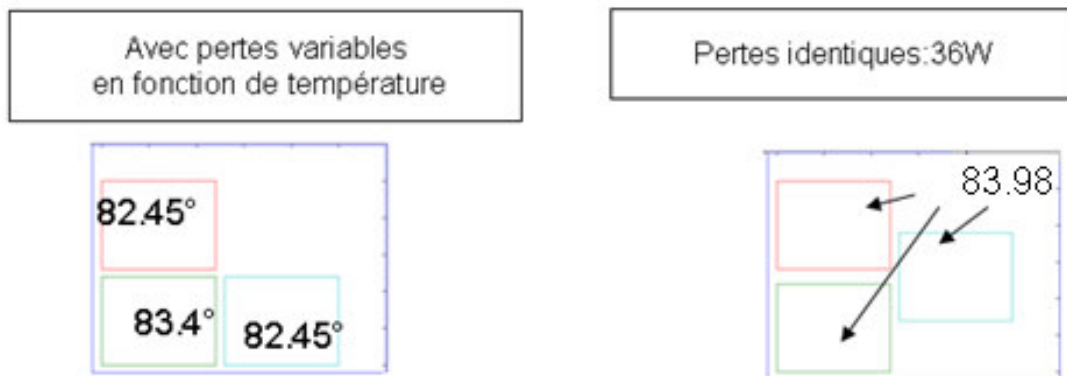 Avec pertes variables
en fonction de température
Pertes identiques:36W
82.45°
83.4°
82.45°
83.98